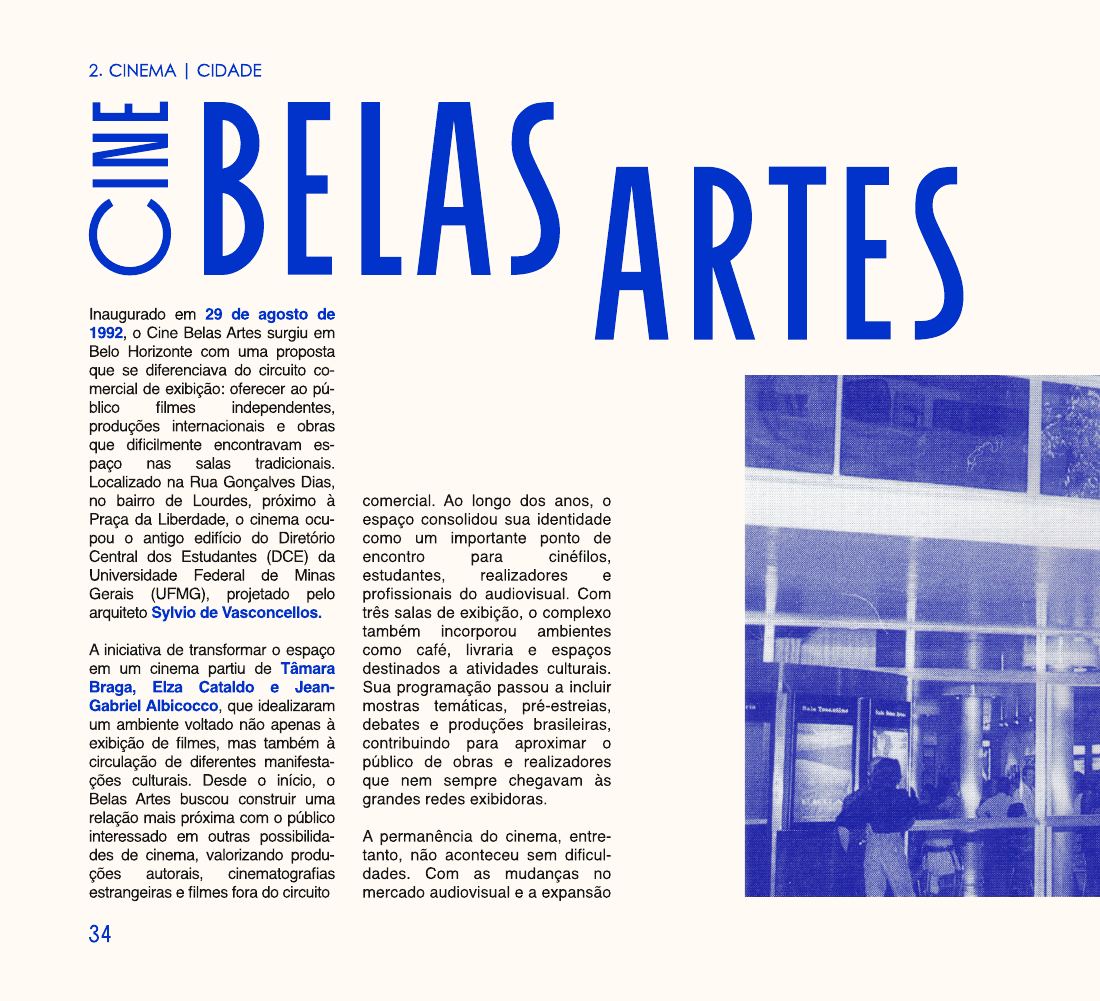 2. CINEMA | CIDADE
CINE
BELAS
ARTES
Inaugurado em 29 de agosto de
1992, o Cine Belas Artes surgiu em
Belo Horizonte com uma proposta
que se diferenciava do circuito co-
mercial de exibição: oferecer ao pú-
blico filmes independentes,
produções internacionais e obras
que dificilmente encontravam es-
paço nas salas tradicionais.
Localizado na Rua Gonçalves Dias,
no bairro de Lourdes, próximo à
Praça da Liberdade, o cinema ocu-
pou o antigo edifício do Diretório
Central dos Estudantes (DCE) da
Universidade Federal de Minas
Gerais (UFMG), projetado pelo
arquiteto Sylvio de Vasconcellos.
A iniciativa de transformar o espaço
em um cinema partiu de Tâmara
Braga, Elza Cataldo e Jean-
Gabriel Albicocco, que idealizaram
um ambiente voltado não apenas à
exibição de filmes, mas também à
circulação de diferentes manifesta-
ções culturais. Desde o início, o
Belas Artes buscou construir uma
relação mais próxima com o público
interessado em outras possibilida-
des de cinema, valorizando produ-
ções autorais, cinematografias
estrangeiras e filmes fora do circuito
comercial. Ao longo dos anos, o
espaço consolidou sua identidade
como um importante ponto de
encontro para cinéfilos,
estudantes, realizadores e
profissionais do audiovisual. Com
três salas de exibição, o complexo
também incorporou ambientes
como café, livraria e espaços
destinados a atividades culturais.
Sua programação passou a incluir
mostras temáticas, pré-estreias,
debates e produções brasileiras,
contribuindo para aproximar o
público de obras e realizadores
que nem sempre chegavam às
grandes redes exibidoras.
A permanência do cinema, entre-
tanto, não aconteceu sem dificul-
dades. Com as mudanças no
mercado audiovisual e a expansão
34